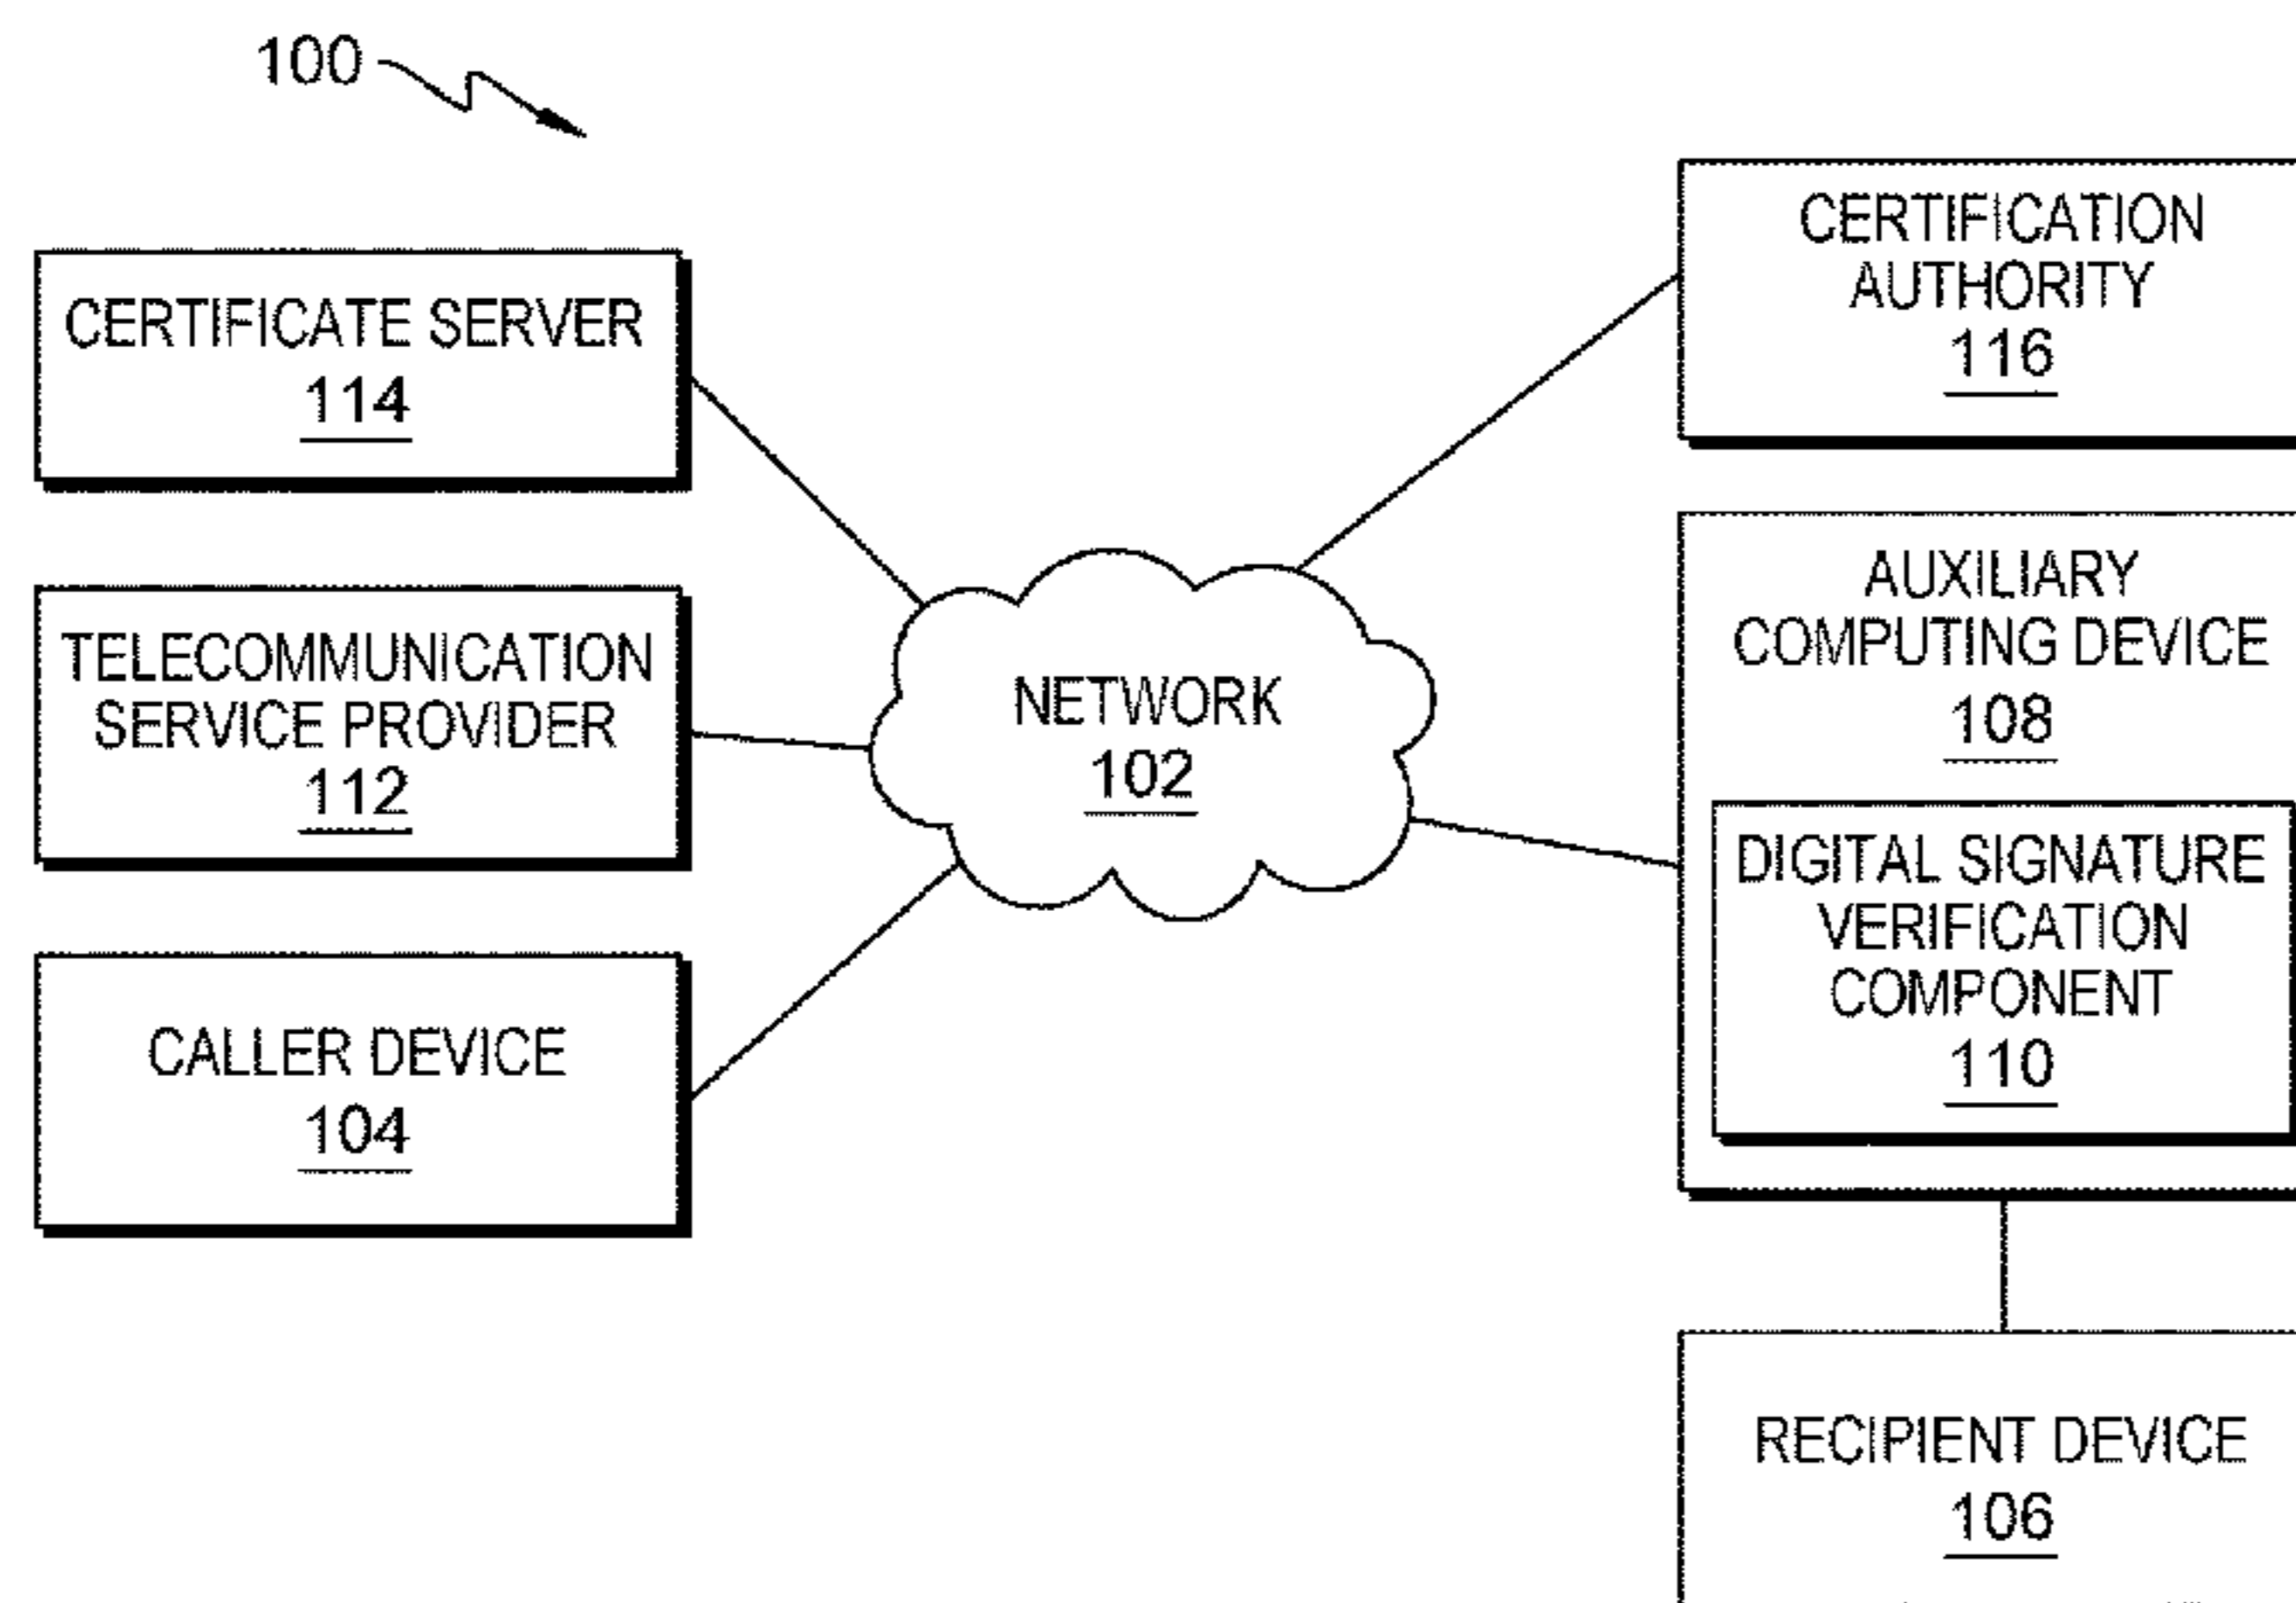 100
CERTIFICATE SERVER
114
TELECOMMUNICATION
SERVICE PROVIDER
112
CALLER DEVICE
104
NETWORK
102
CERTIFICATION
AUTHORITY
116
AUXILIARY
COMPUTING DEVICE
108
DIGITAL SIGNATURE
VERIFICATION
COMPONENT
110
RECIPIENT DEVICE
106